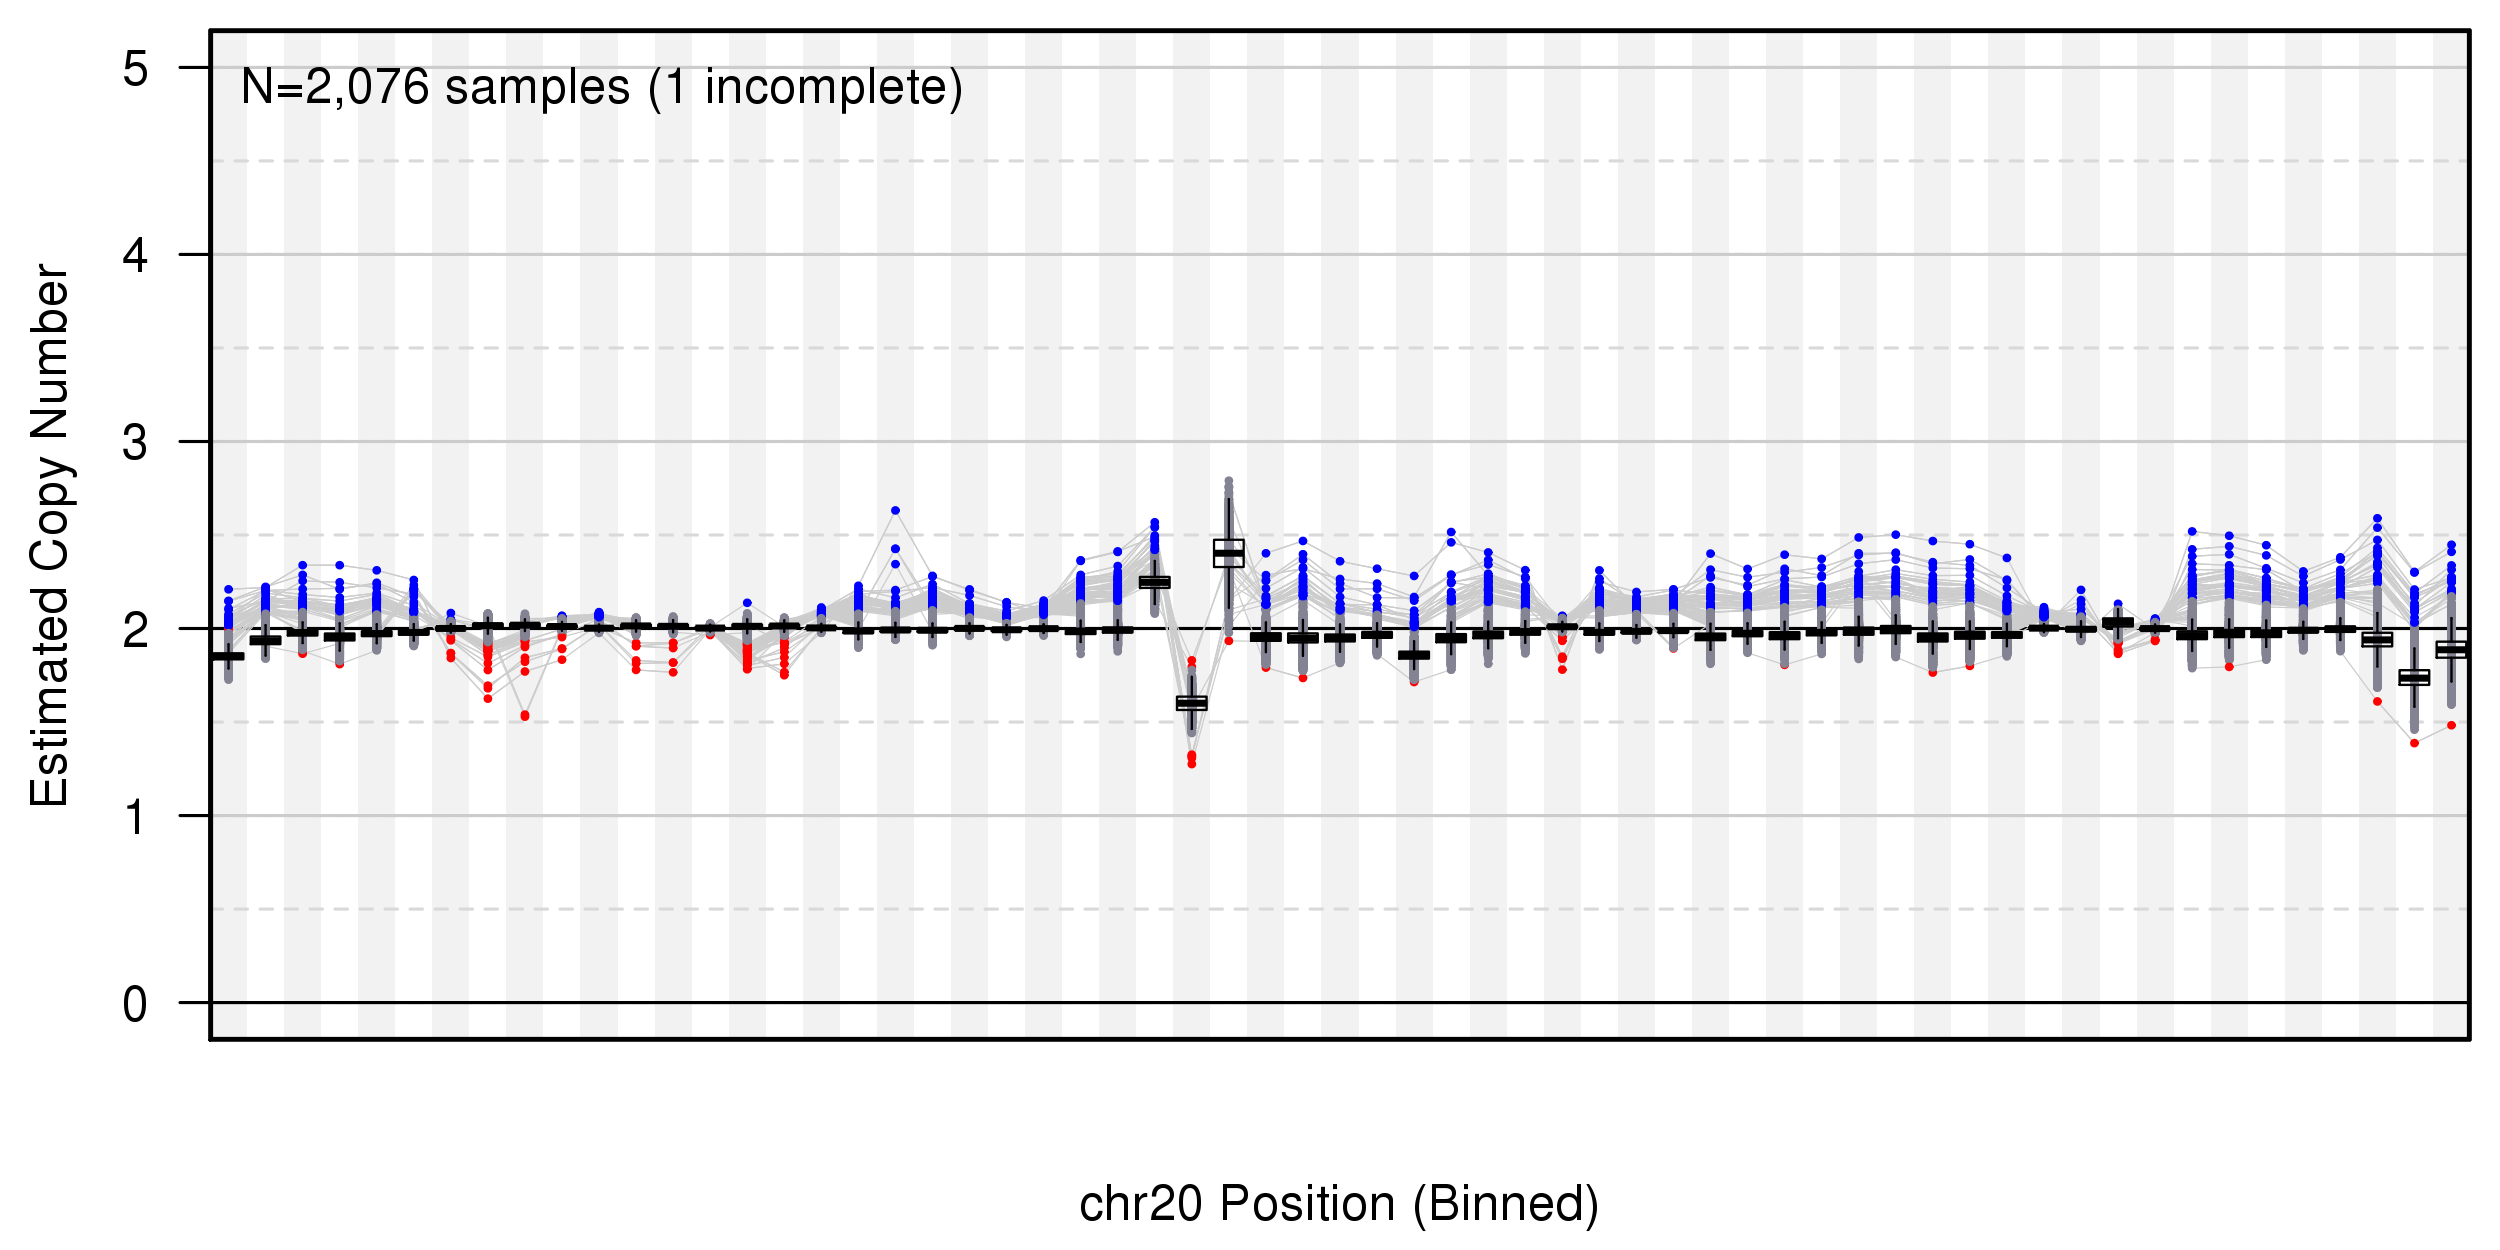 N=2,076 samples (1 incomplete)
5
4
3
2
1
0
Estimated Copy Number
chr20 Position (Binned)